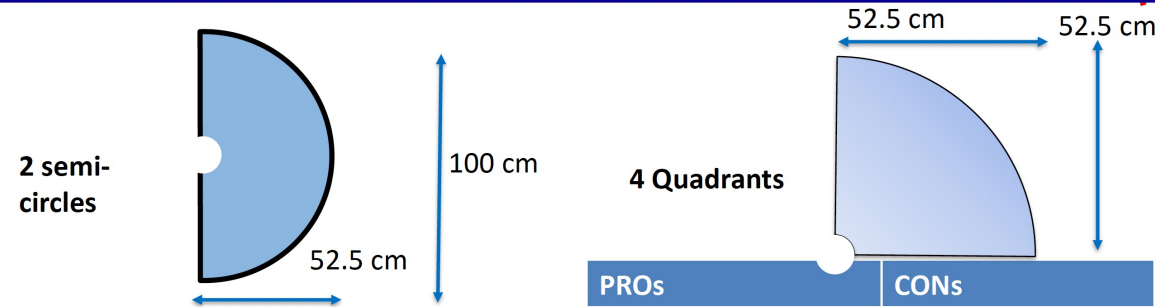 2 semi-
circles
100 cm
52.5 cm
52.5 cm
52.5 cm
4 Quadrants
PROs
CONs